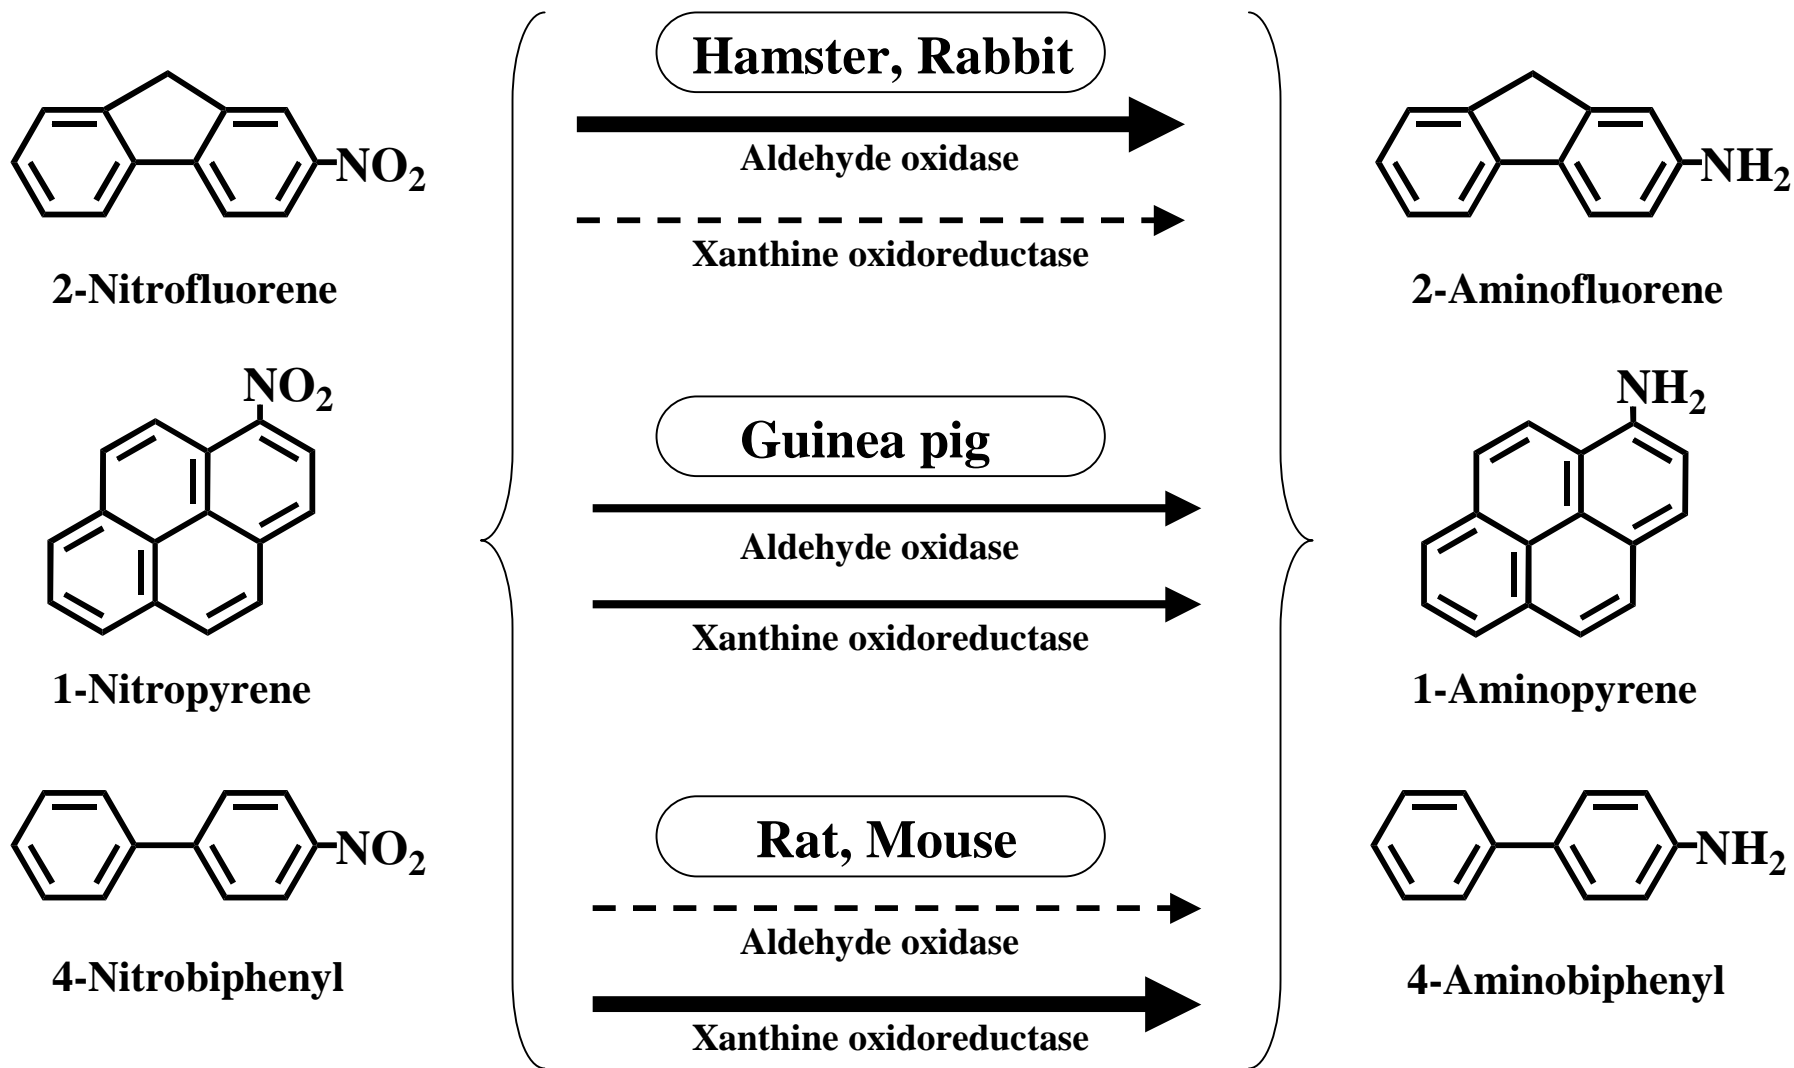 NO2
2-Nitrofluorene
NO2
1-Nitropyrene
NO2
4-Nitrobiphenyl
Hamster, Rabbit
Aldehyde oxidase
Xanthine oxidoreductase
Guinea pig
Aldehyde oxidase
Xanthine oxidoreductase
Rat, Mouse
Aldehyde oxidase
Xanthine oxidoreductase
NH2
2-Aminofluorene
NH2
1-Aminopyrene
NH2
4-Aminobiphenyl